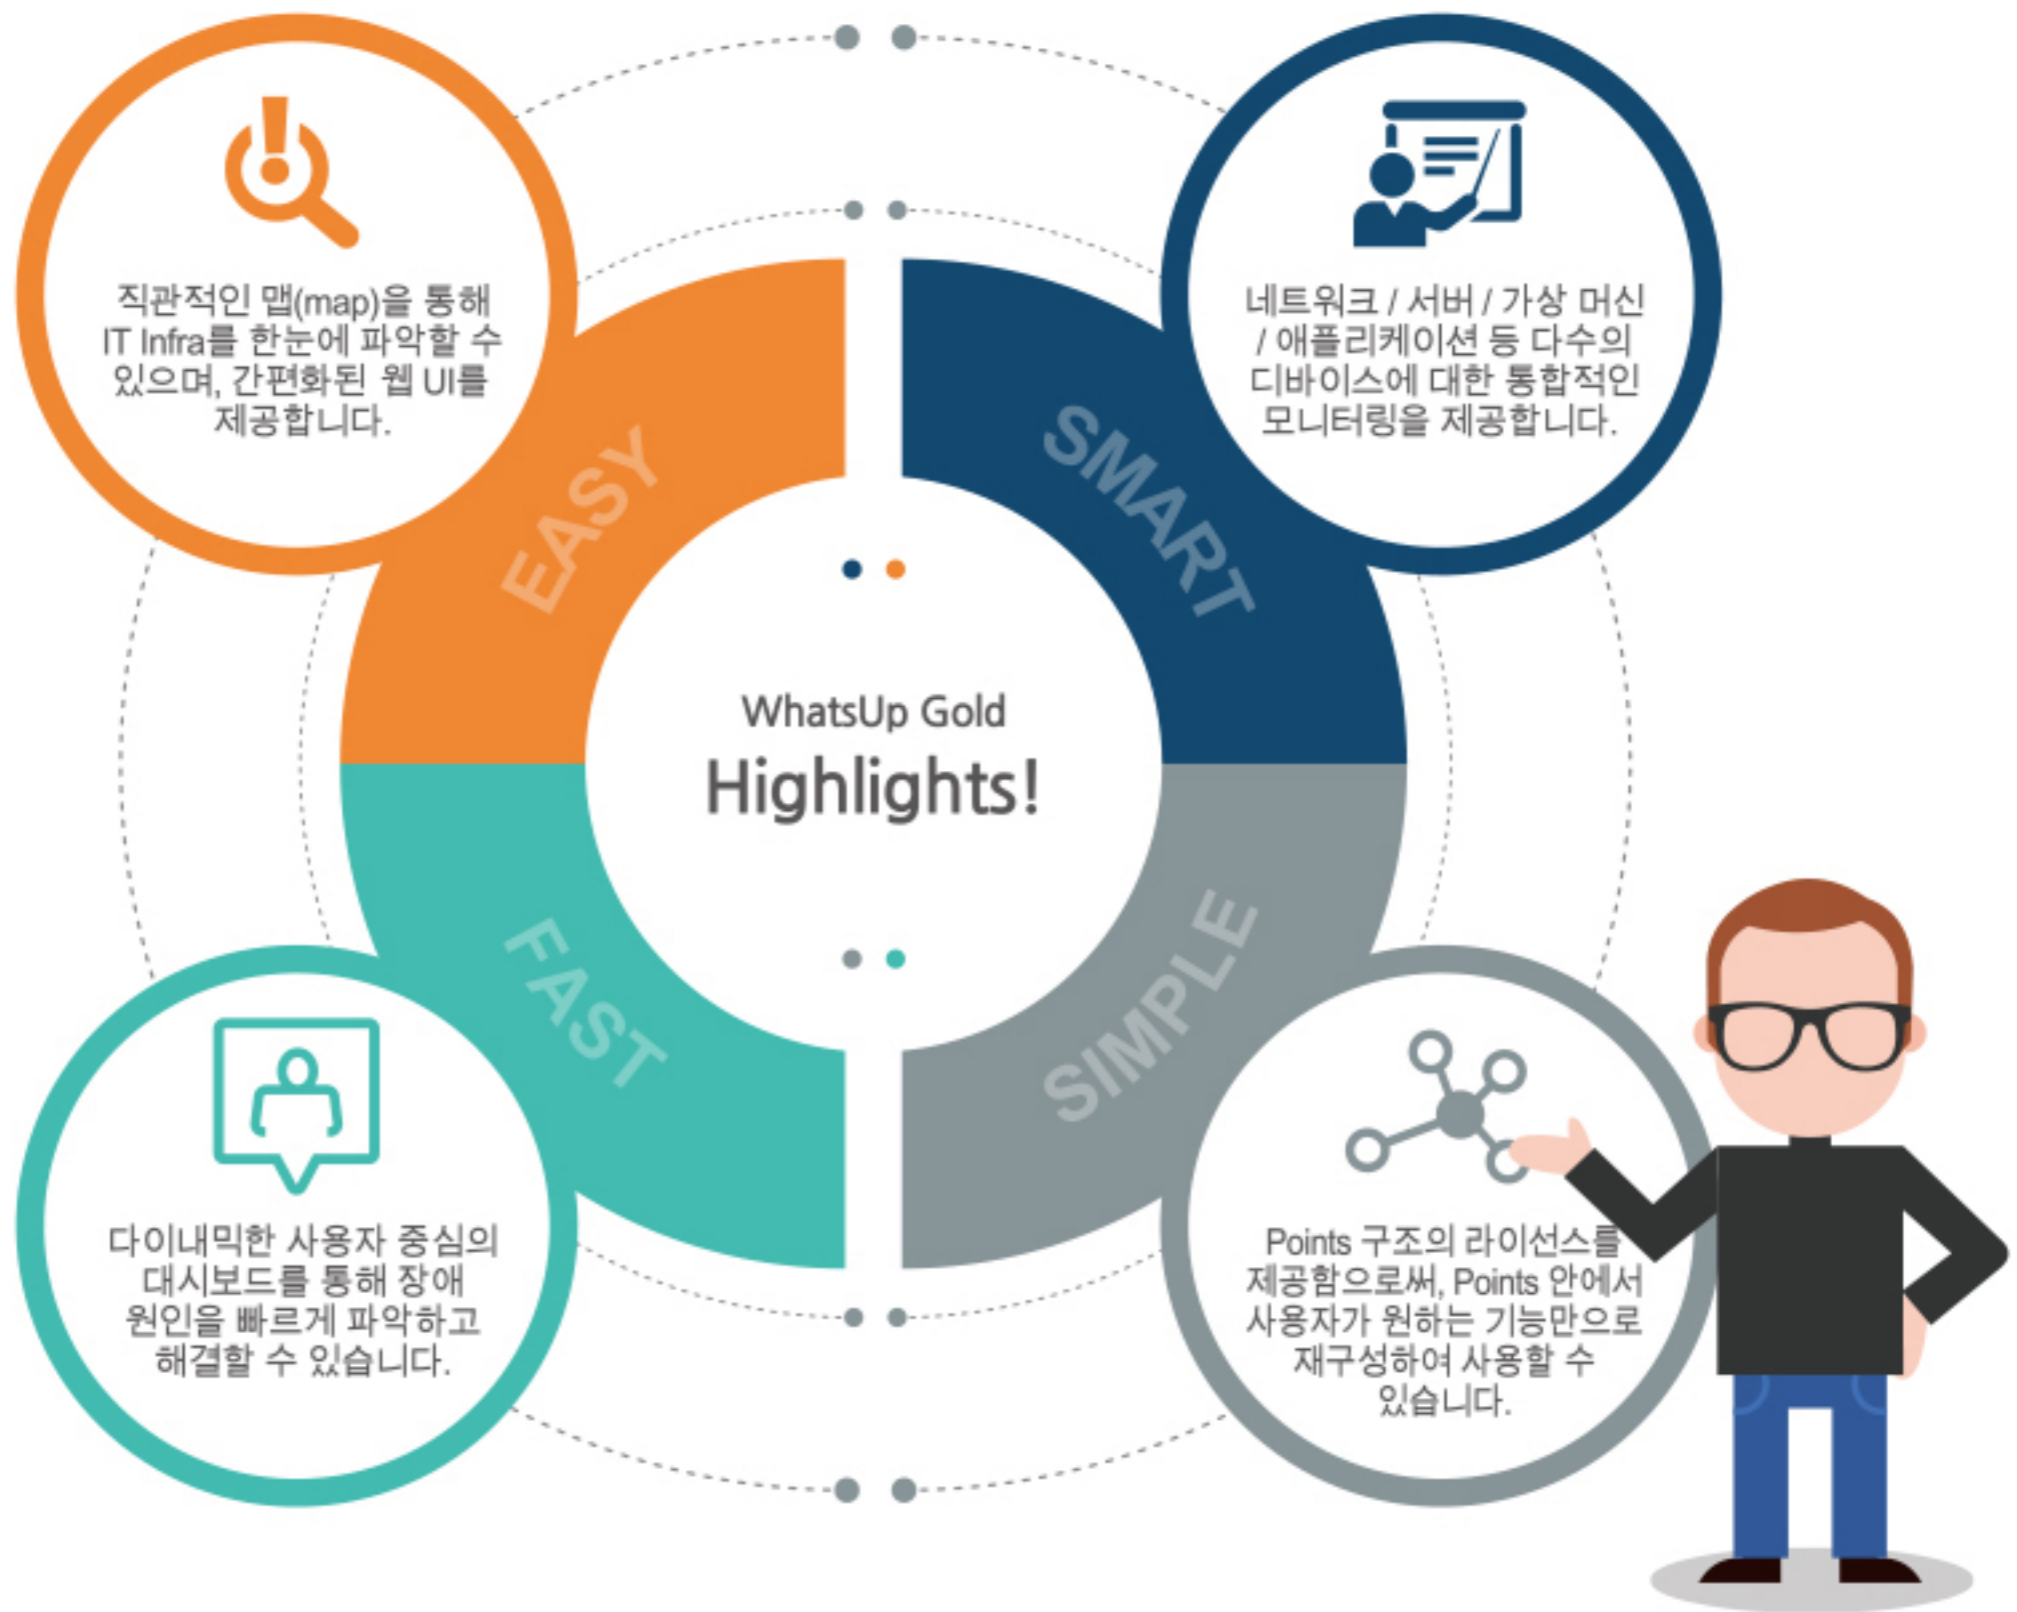 직관적인 맵(map)을 통해
IT Infra를 한눈에 파악할 수
있으며, 간편화된 웹 UI를
제공합니다.
네트워크 / 서버 / 가상 머신
/ 애플리케이션 등 다수의
디바이스에 대한 통합적인
모니터링을 제공합니다.
EASY
SMART
WhatsUp Gold
Highlights!
FAST
SIMPLE
다이내믹한 사용자 중심의
대시보드를 통해 장애
원인을 빠르게 파악하고
해결할 수 있습니다.
Points 구조의 라이선스를
제공함으로써, Points 안에서
사용자가 원하는 기능만으로
재구성하여 사용할 수
있습니다.